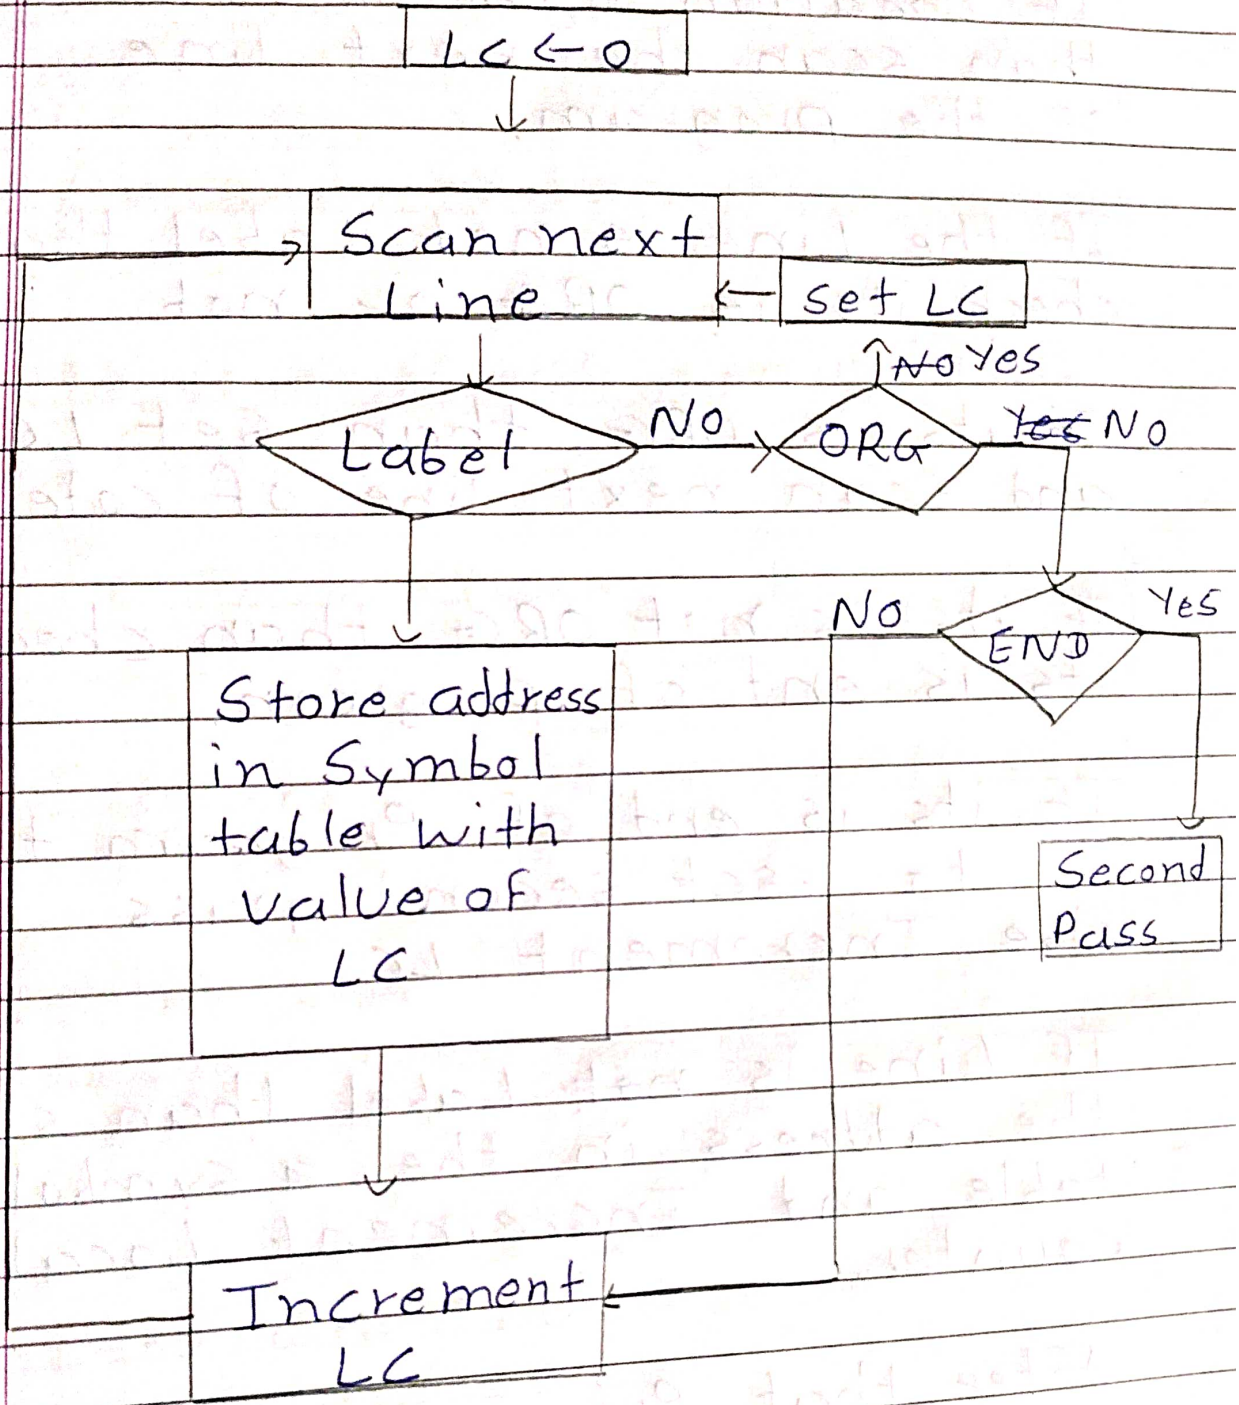 LC ← 0
Scan next
Line
set LC
No Yes
Label
NO
ORG
Yes NO
NO
END
Yes
Store address
in Symbol
table with
value of
LC
Second
Pass
Increment
LC